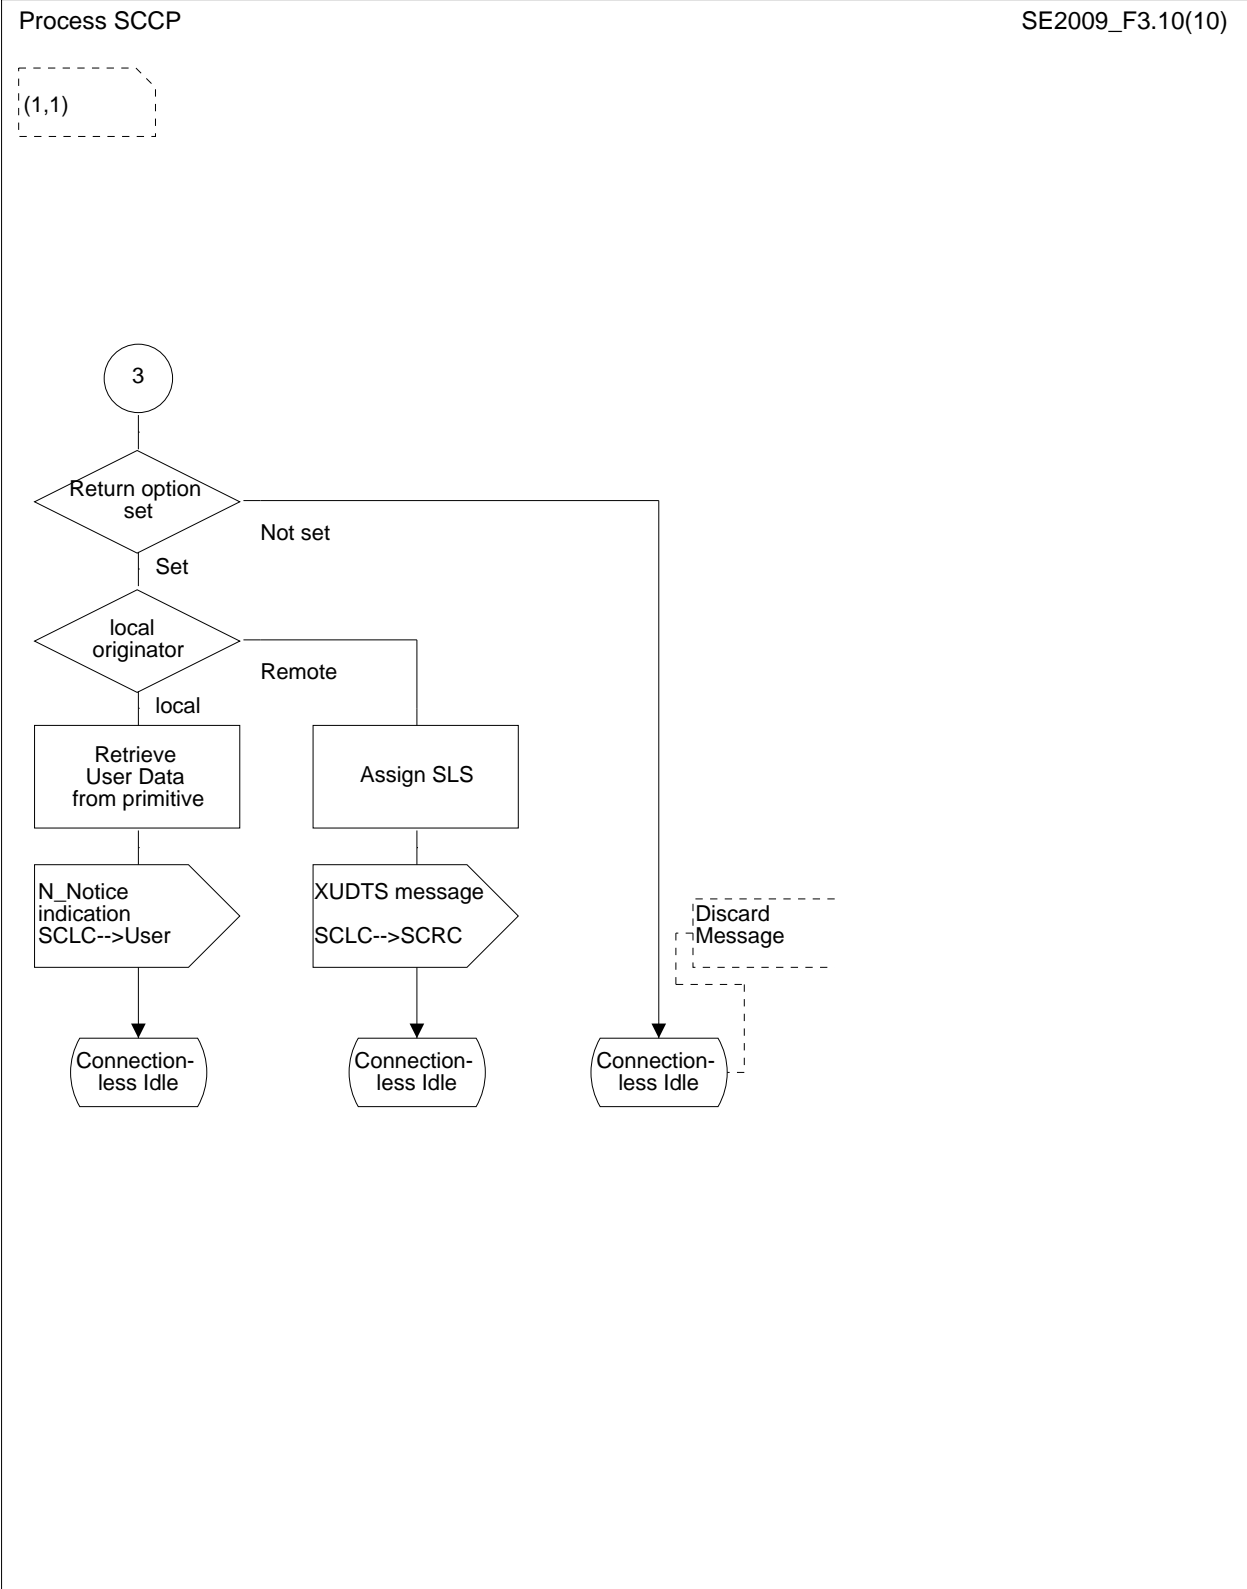 Process SCCP
SE2009_F3.10(10)
(1,1)
3
Return option
set
Not set
Set
local
originator
Remote
local
Retrieve
User Data
from primitive
Assign SLS
N_Notice
indication
SCLC-->User
XUDTS message
SCLC-->SCRC
Discard
Message
Connection-
less Idle
Connection-
less Idle
Connection-
less Idle